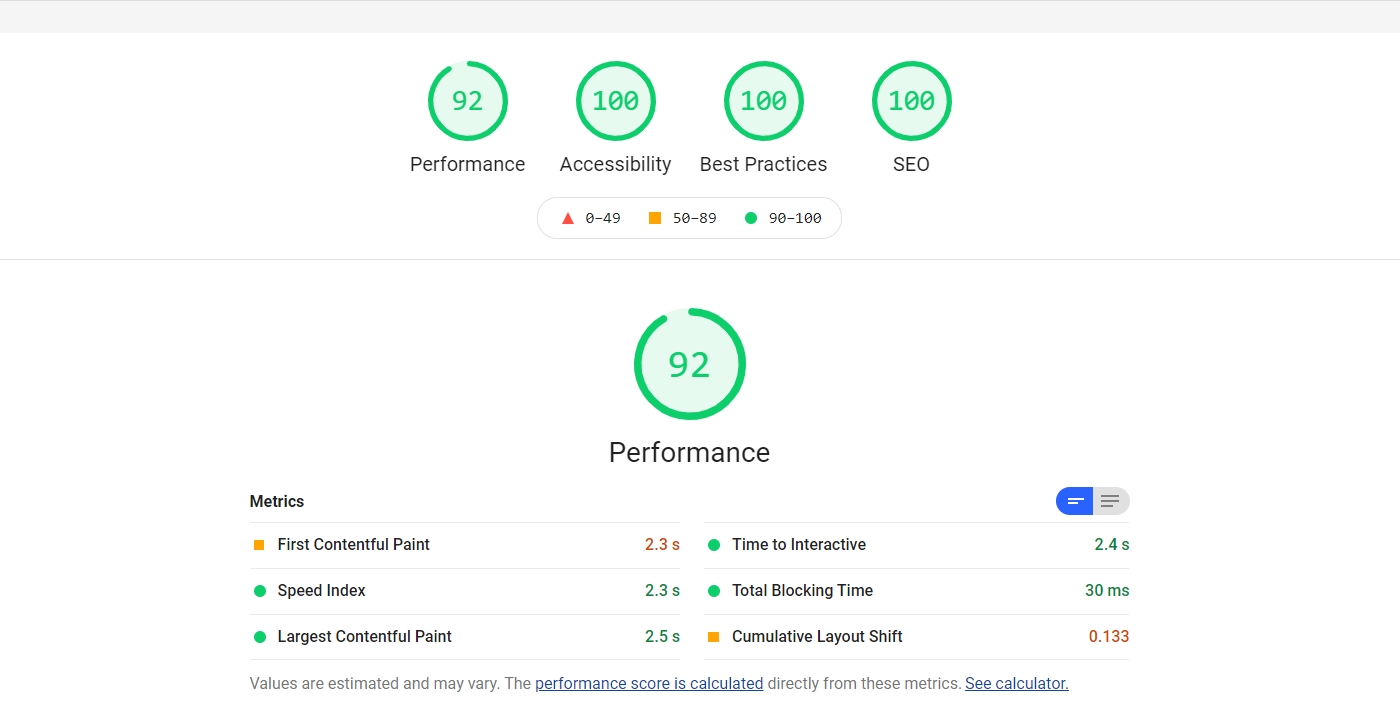 92 100 100 100
Performance Accessibility Best Practices SEO
0–49 50–89 90–100
92
Performance
Metrics
First Contentful Paint 2.3 s
Time to Interactive 2.4 s
Speed Index 2.3 s
Total Blocking Time 30 ms
Largest Contentful Paint 2.5 s
Cumulative Layout Shift 0.133
Values are estimated and may vary. The performance score is calculated directly from these metrics. See calculator.